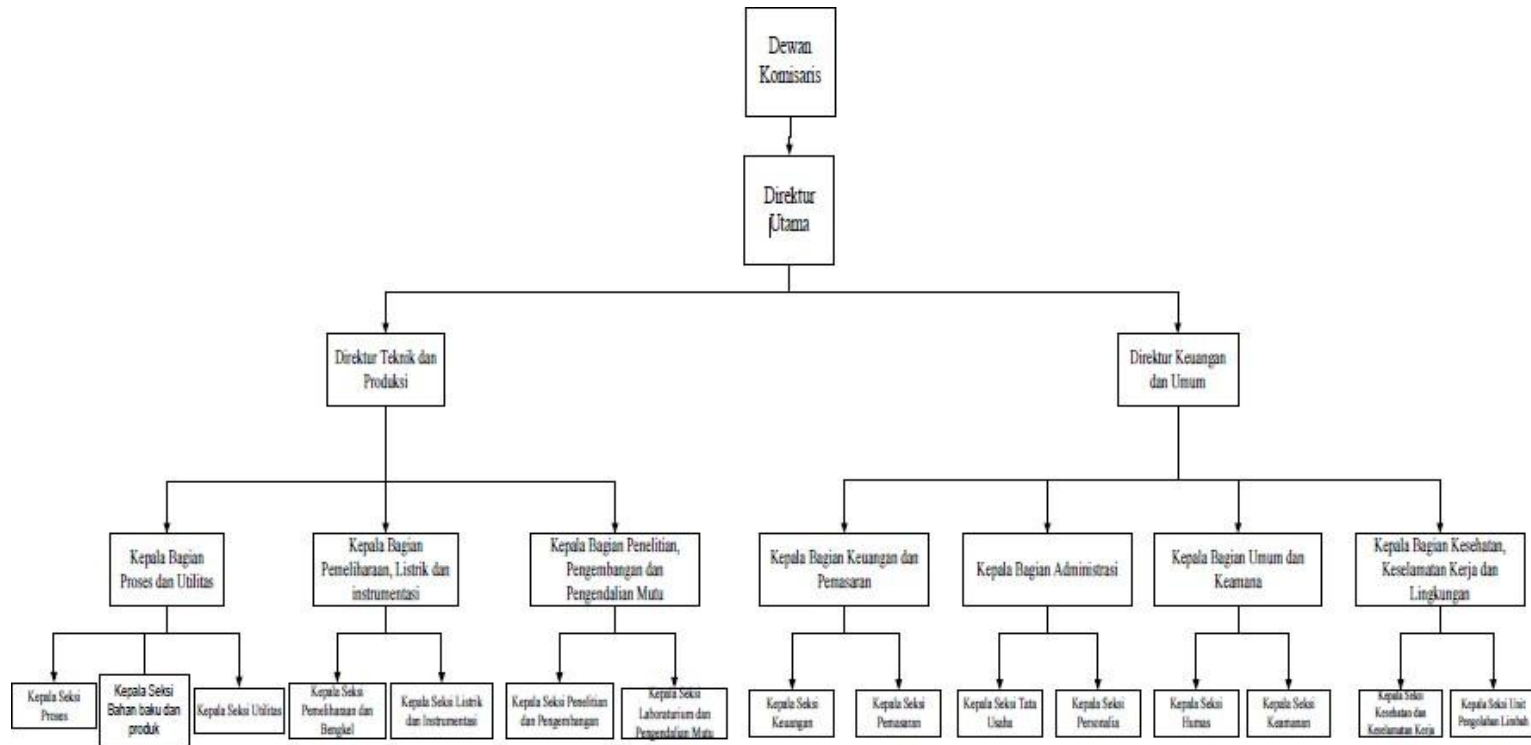 Dewan
Komisaris
Direktur
Utama
Direktur Teknik dan
Produksi
Direktur Keuangan
dan Umum
Kepala Bagian
Proses dan Utilitas
Kepala Bagian
Pemeliharaan, Listrik dan
instrumentasi
Kepala Bagian Penelitian,
Pengembangan dan
Pengendalian Mutu
Kepala Bagian Keuangan dan
Pemasaran
Kepala Bagian Administrasi
Kepala Bagian Umum dan
Keamana
Kepala Bagian Kesehatan,
Keselamatan Kerja dan
Lingkungan
Kepala Seksi
Proses
Kepala Seksi
Bahan baku dan
produk
Kepala Seksi Utilitas
Kepala Seksi
Pemeliharaan dan
Bengkel
Kepala Seksi Listrik
dan Instrumentasi
Kepala Seksi Penelitian
dan Pengembangan
Kepala Seksi
Laboratorium dan
Pengendalian Mutu
Kepala Seksi
Keuangan
Kepala Seksi
Pemasaran
Kepala Seksi Tata
Usaha
Kepala Seksi
Personalia
Kepala Seksi
Humas
Kepala Seksi
Keamanan
Kepala Seksi
Kesehatan dan
Keselamatan Kerja
Kepala Seksi Unit
Pengolahan Limbah